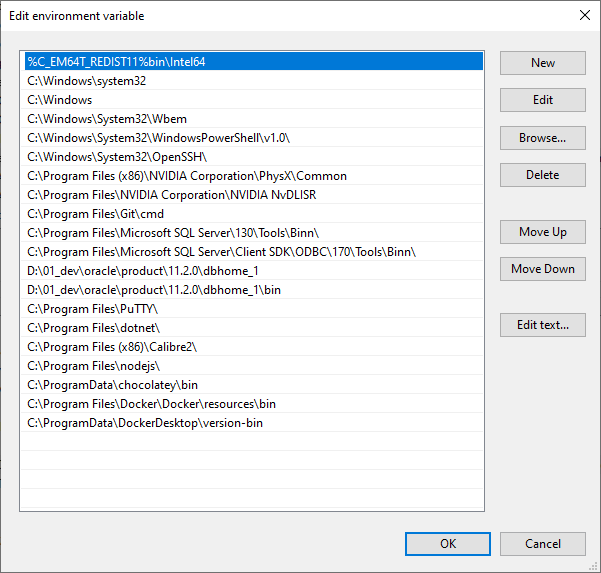 Edit environment variable
%C_EM64T_REDIST11%bin\Intel64
C:\Windows\system32
C:\Windows
C:\Windows\System32\Wbem
C:\Windows\System32\WindowsPowerShell\v1.0\
C:\Windows\System32\OpenSSH\
C:\Program Files (x86)\NVIDIA Corporation\PhysX\Common
C:\Program Files\NVIDIA Corporation\NVIDIA NvDLISR
C:\Program Files\Git\cmd
C:\Program Files\Microsoft SQL Server\130\Tools\Binn\
C:\Program Files\Microsoft SQL Server\Client SDK\ODBC\170\Tools\Binn\
D:\01_dev\oracle\product\11.2.0\dbhome_1
D:\01_dev\oracle\product\11.2.0\dbhome_1\bin
C:\Program Files\PuTTY\
C:\Program Files\dotnet\
C:\Program Files (x86)\Calibre2\
C:\Program Files\nodejs\
C:\ProgramData\chocolatey\bin
C:\Program Files\Docker\Docker\resources\bin
C:\ProgramData\DockerDesktop\version-bin
New
Edit
Browse...
Delete
Move Up
Move Down
Edit text...
OK
Cancel